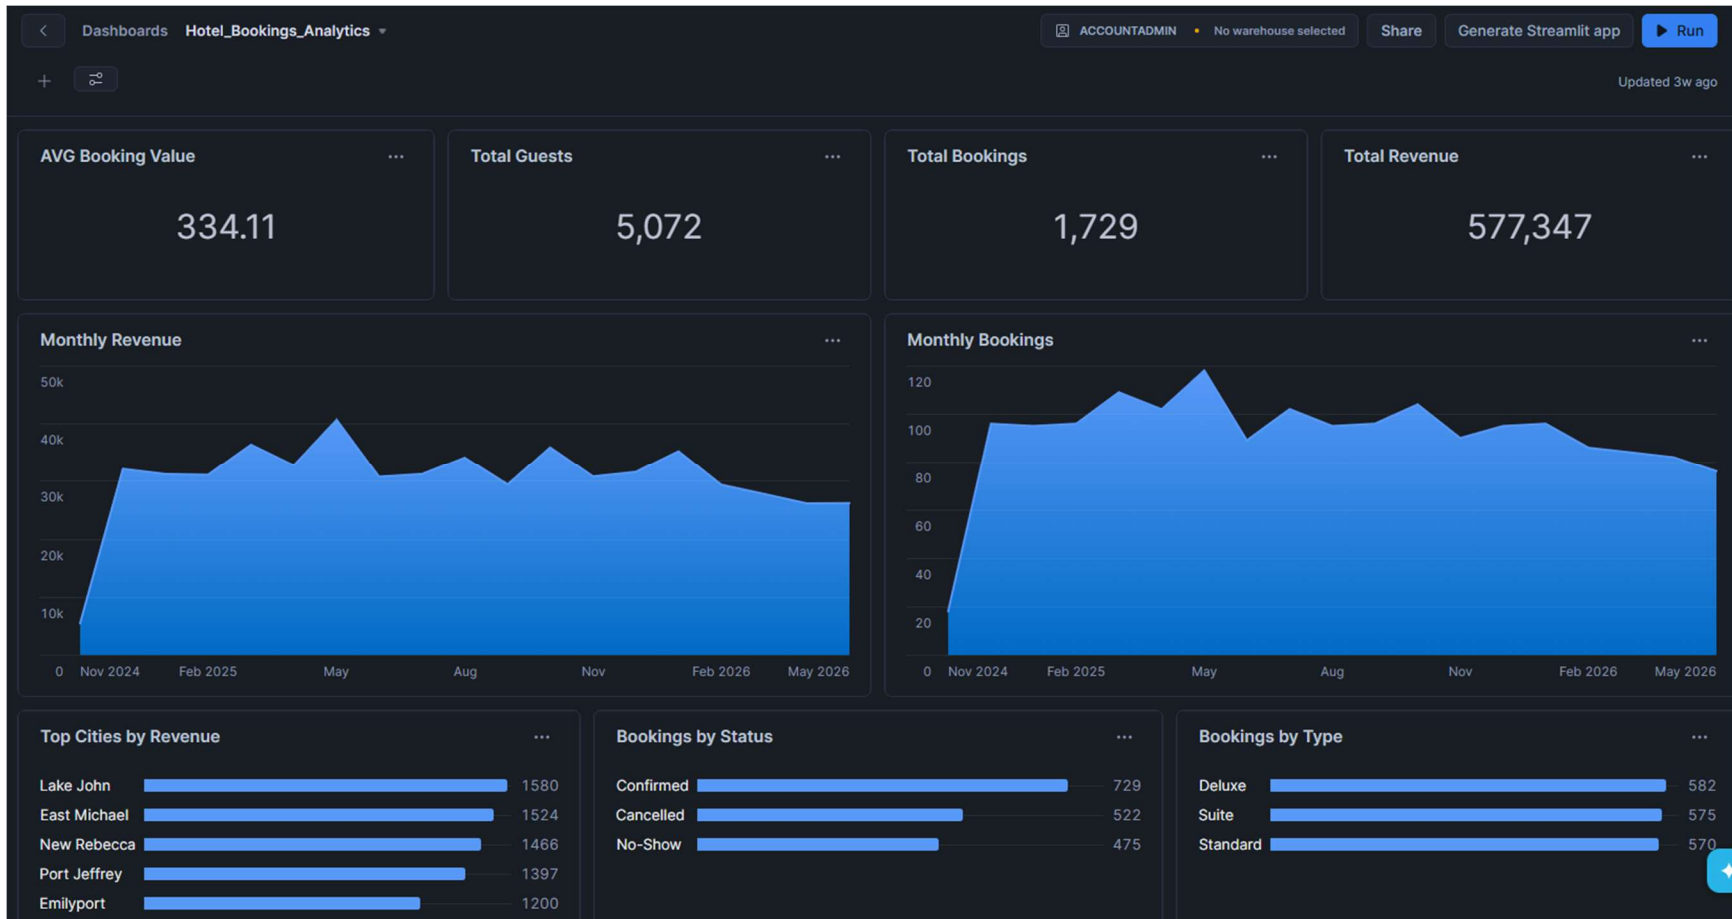 Dashboards Hotel_Bookings_Analytics
ACCOUNTADMIN • No warehouse selected
Share
Generate Streamlit app
Run
Updated 3w ago
AVG Booking Value
334.11
Total Guests
5,072
Total Bookings
1,729
Total Revenue
577,347
Monthly Revenue
50k
40k
30k
20k
10k
0 Nov 2024 Feb 2025 May Aug Nov Feb 2026 May 2026
Monthly Bookings
120
100
80
60
40
20
0 Nov 2024 Feb 2025 May Aug Nov Feb 2026 May 2026
Top Cities by Revenue
Lake John 1580
East Michael 1524
New Rebecca 1466
Port Jeffrey 1397
Emilyport 1200
Bookings by Status
Confirmed 729
Cancelled 522
No-Show 475
Bookings by Type
Deluxe 582
Suite 575
Standard 570